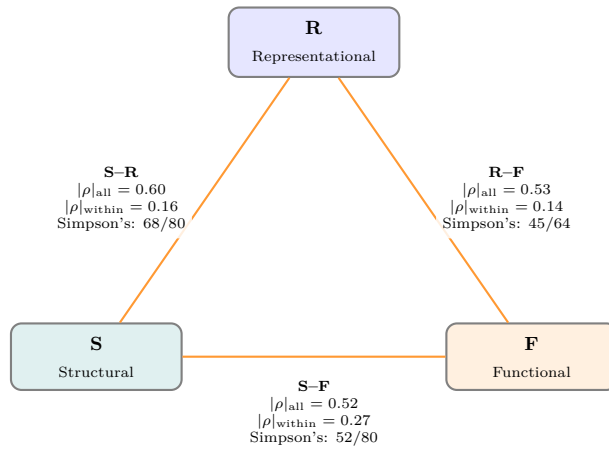 R
Representational
S–R
|ρ|all = 0.60
|ρ|within = 0.16
Simpson's: 68/80
R–F
|ρ|all = 0.53
|ρ|within = 0.14
Simpson's: 45/64
S
Structural
F
Functional
S–F
|ρ|all = 0.52
|ρ|within = 0.27
Simpson's: 52/80